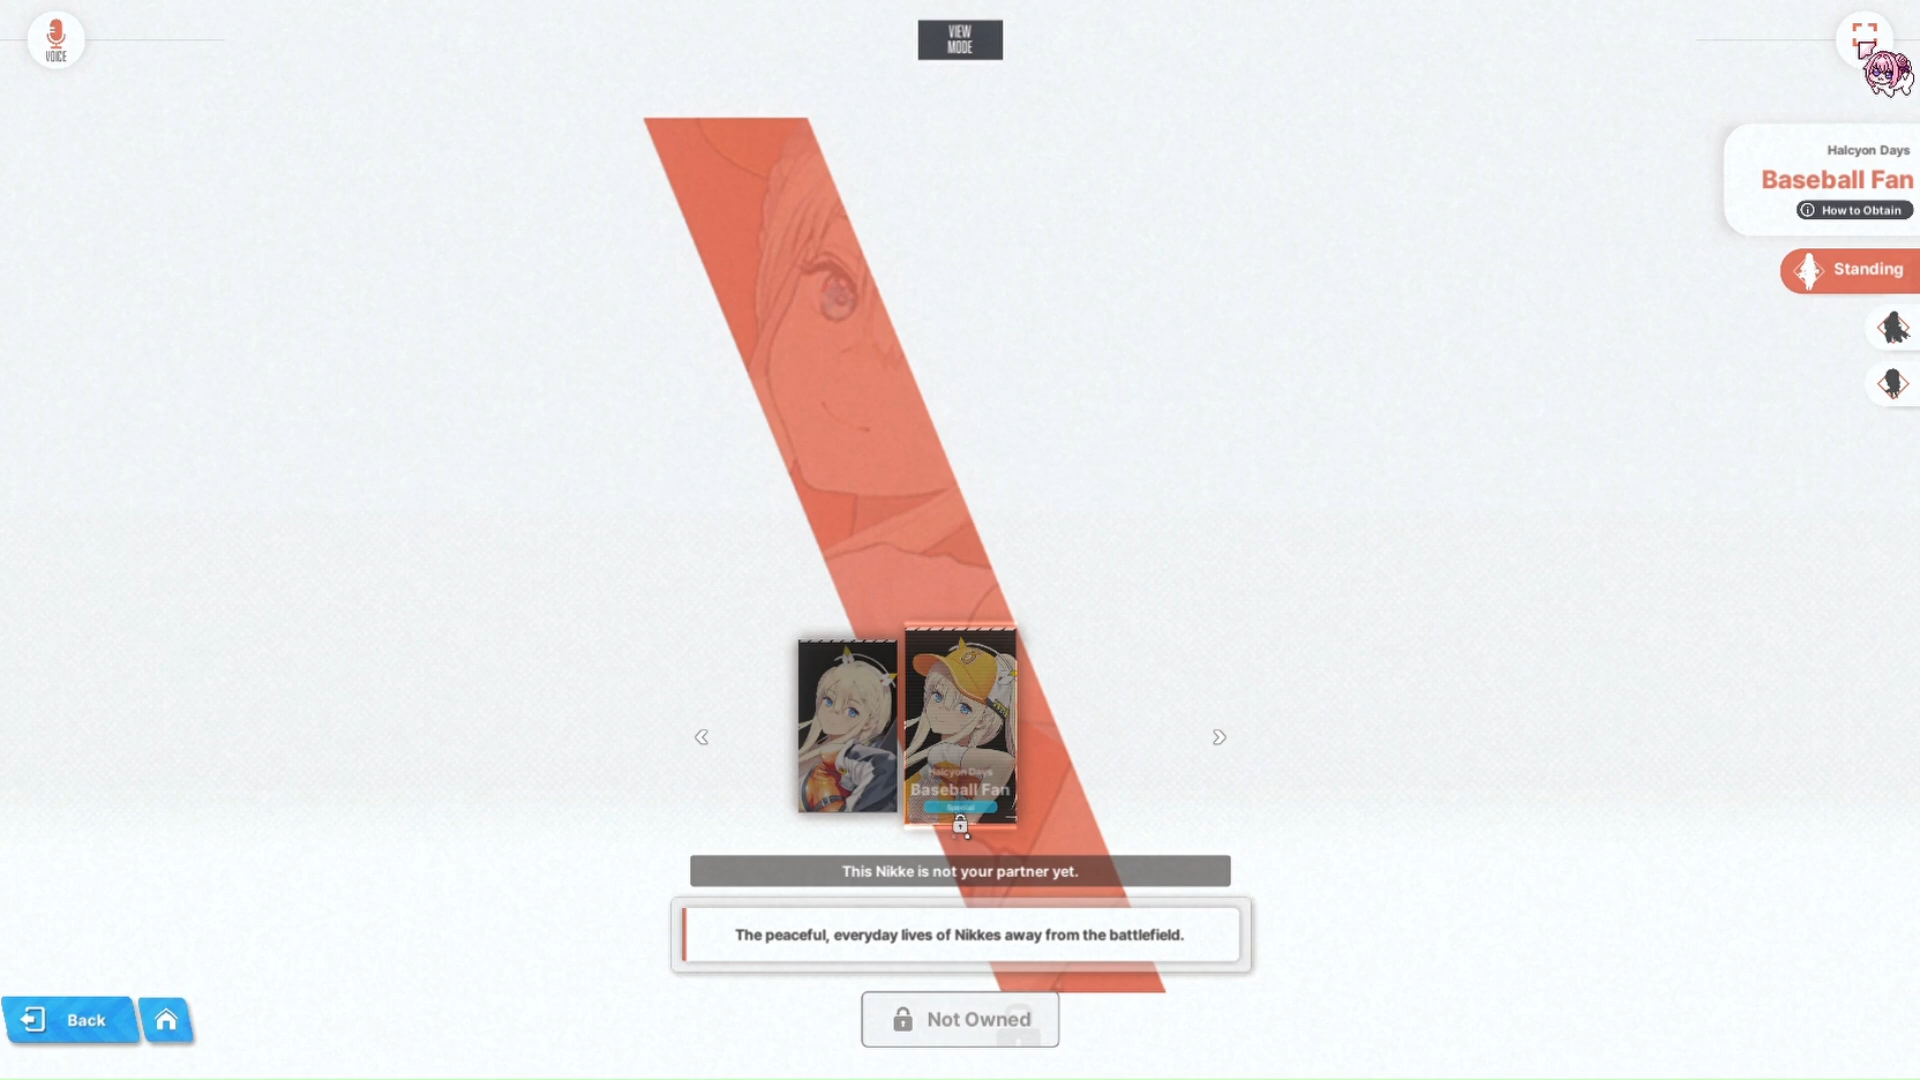 VOICE
VIEW
MODE
Halcyon Days
Baseball Fan
How to Obtain
Standing
Halcyon Days
Baseball Fan
Special
This Nikke is not your partner yet.
The peaceful, everyday lives of Nikkes away from the battlefield.
Back
Not Owned